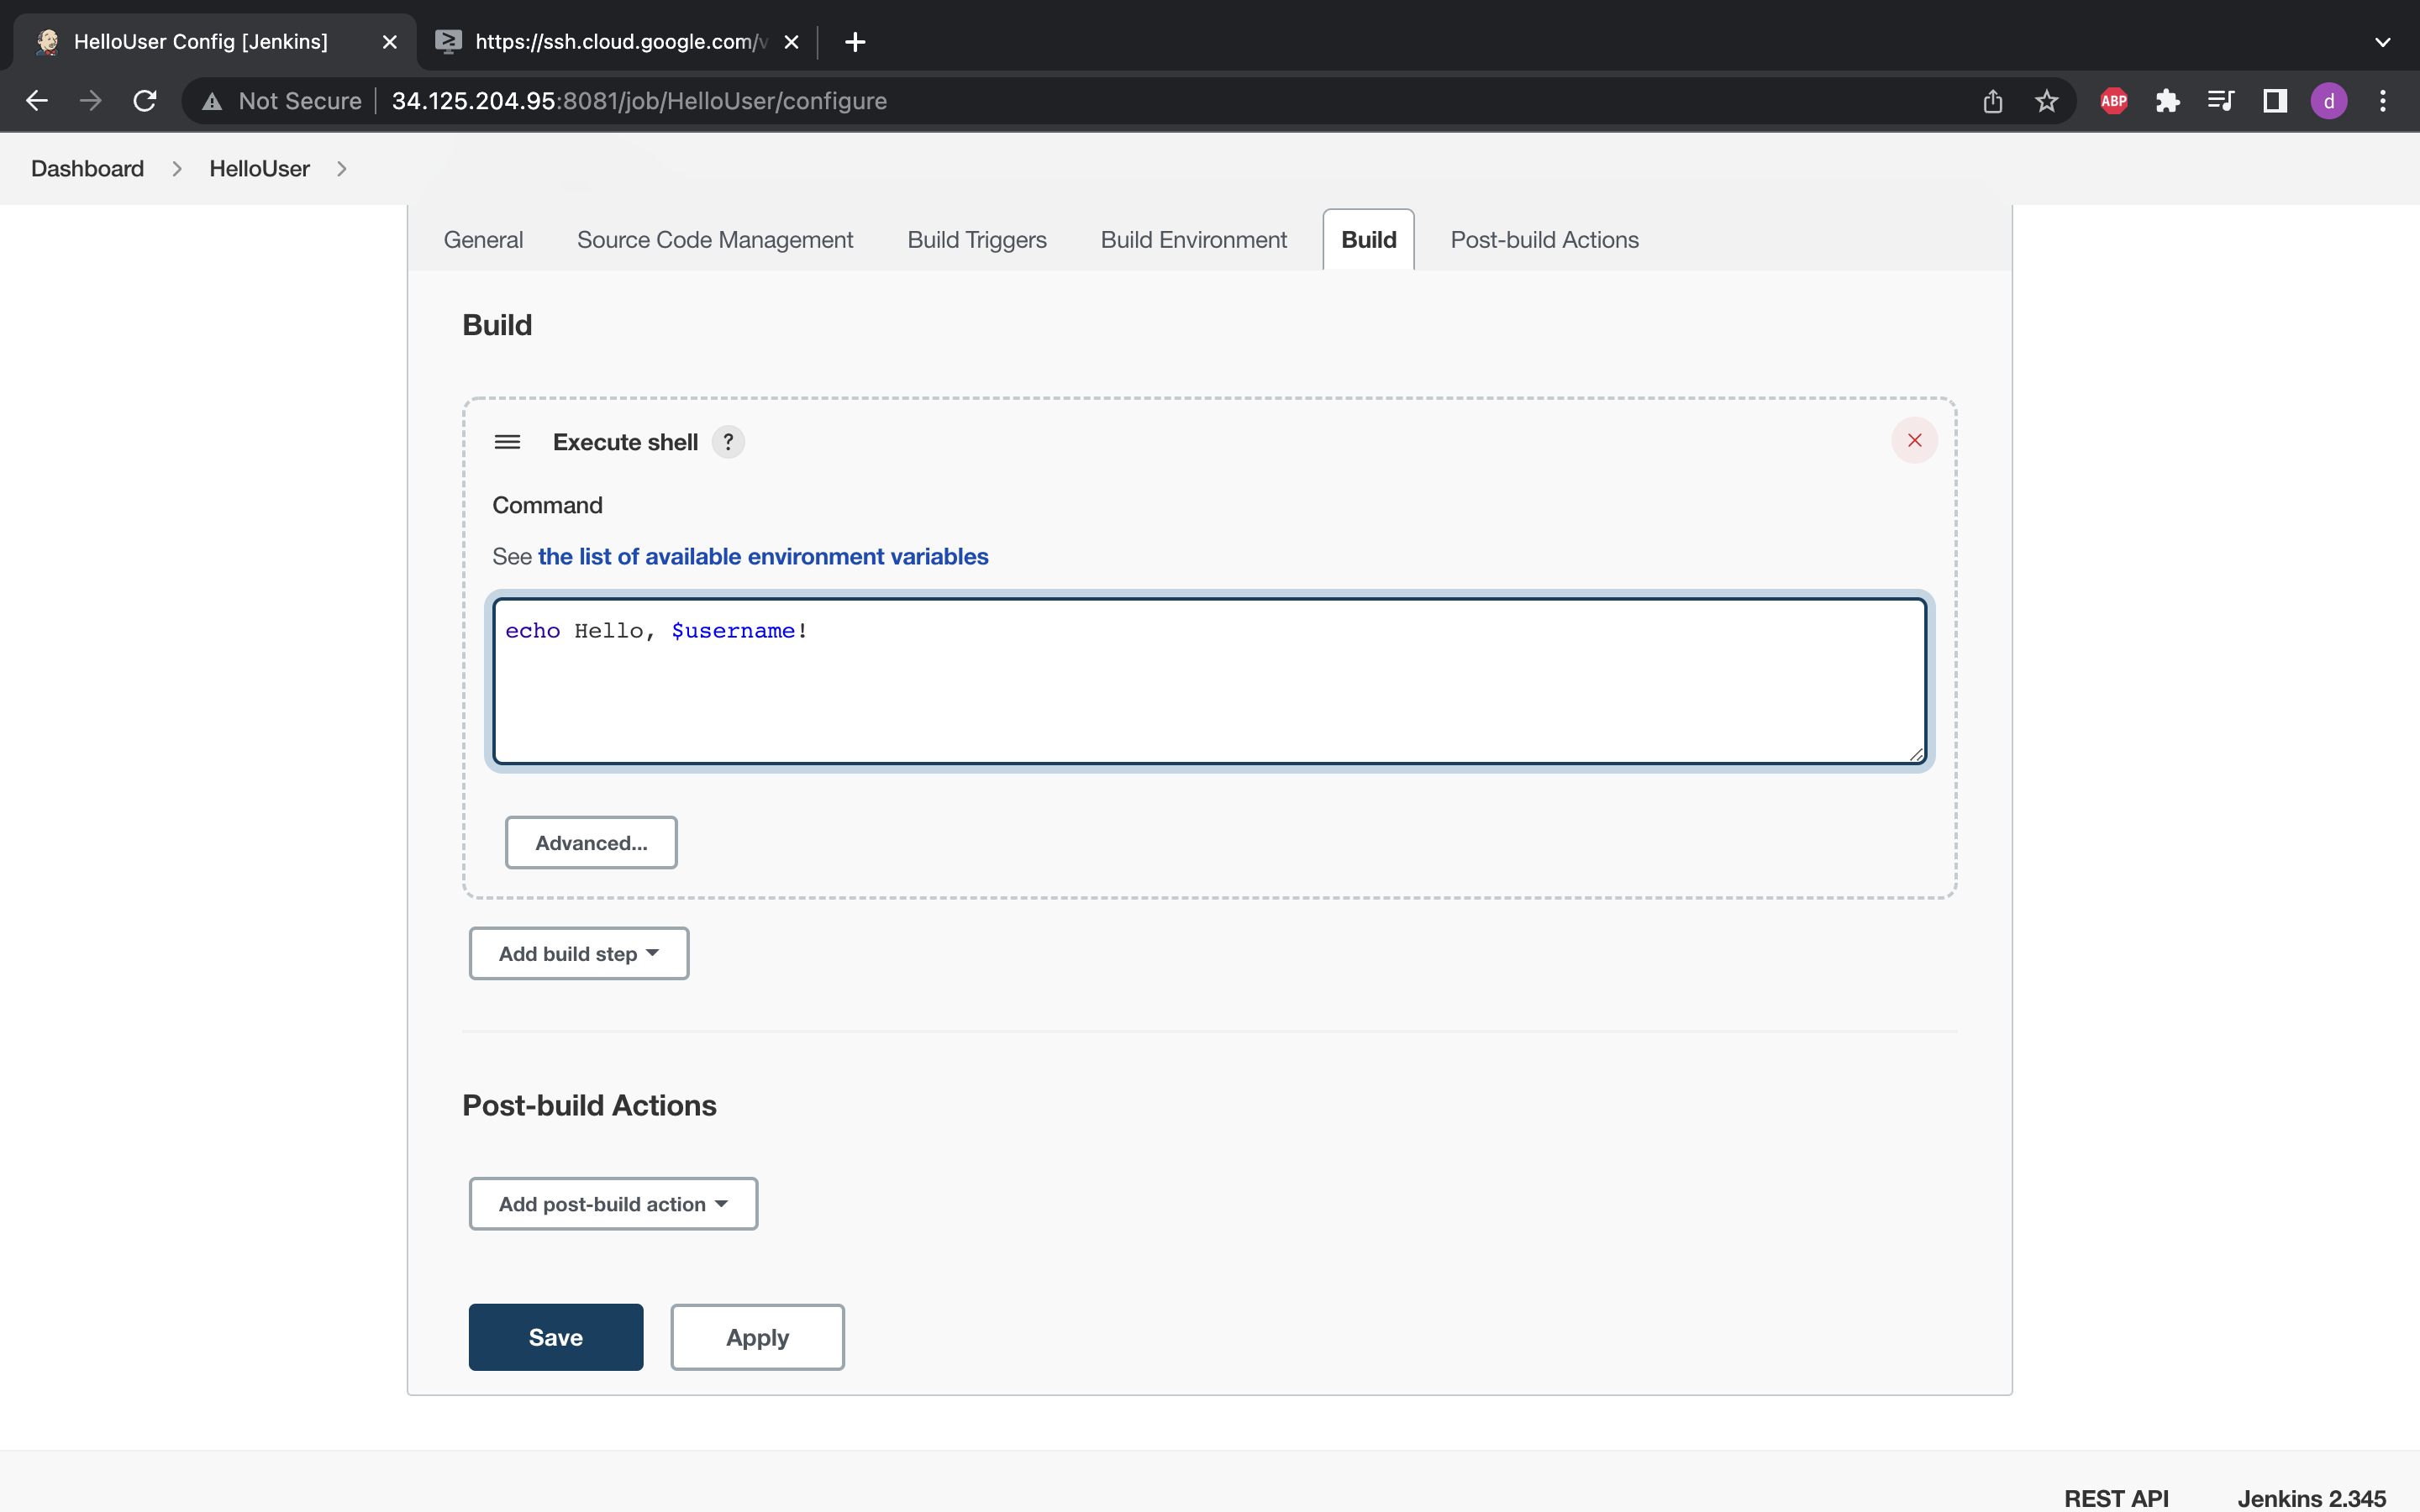 HelloUser Config [Jenkins]
https://ssh.cloud.google.com/v
Not Secure
34.125.204.95:8081/job/HelloUser/configure
ABP
d
Dashboard
HelloUser
General
Source Code Management
Build Triggers
Build Environment
Build
Post-build Actions
Build
Execute shell
?
Command
See the list of available environment variables
echo Hello, $username!
Advanced...
Add build step
Post-build Actions
Add post-build action
Save
Apply
REST API
Jenkins 2.345